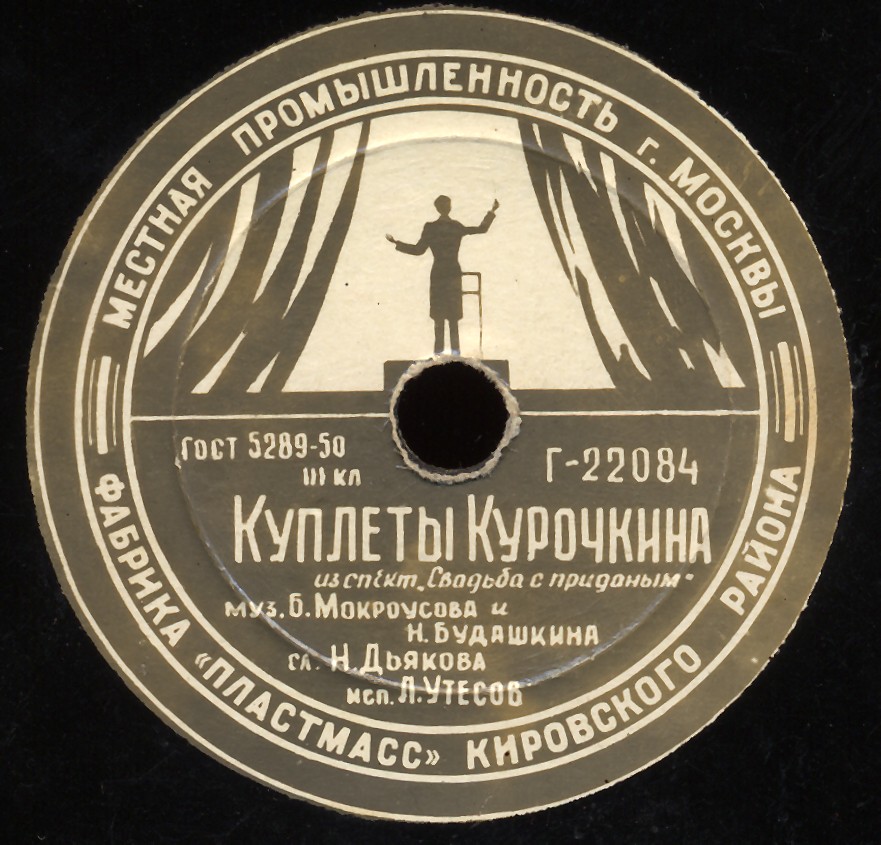 МЕСТНАЯ ПРОМЫШЛЕННОСТЬ г. МОСКВЫ
ГОСТ 5289-50
III КЛ
Г-22084
КУПЛЕТЫ КУРОЧКИНА
из спект. „Свадьба с приданым"
муз. Б. Мокроусова и
Н. Будашкина
сл. Н. Дьякова
исп. Л. Утесов
ФАБРИКА «ПЛАСТМАСС» КИРОВСКОГО РАЙОНА